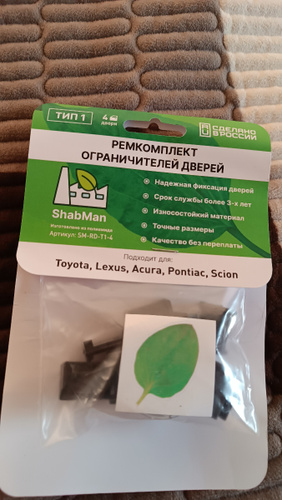 ТИП 1
4 двери
СДЕЛАНО
В РОССИИ
РЕМКОМПЛЕКТ
ОГРАНИЧИТЕЛЕЙ ДВЕРЕЙ
ShabMan
Изготовлено из полиамида
Артикул: SM-RD-T1-4
• Надежная фиксация дверей
• Срок службы более 3-х лет
• Износостойкий материал
• Точные размеры
• Качество без переплаты
Подходит для:
Toyota, Lexus, Acura, Pontiac, Scion